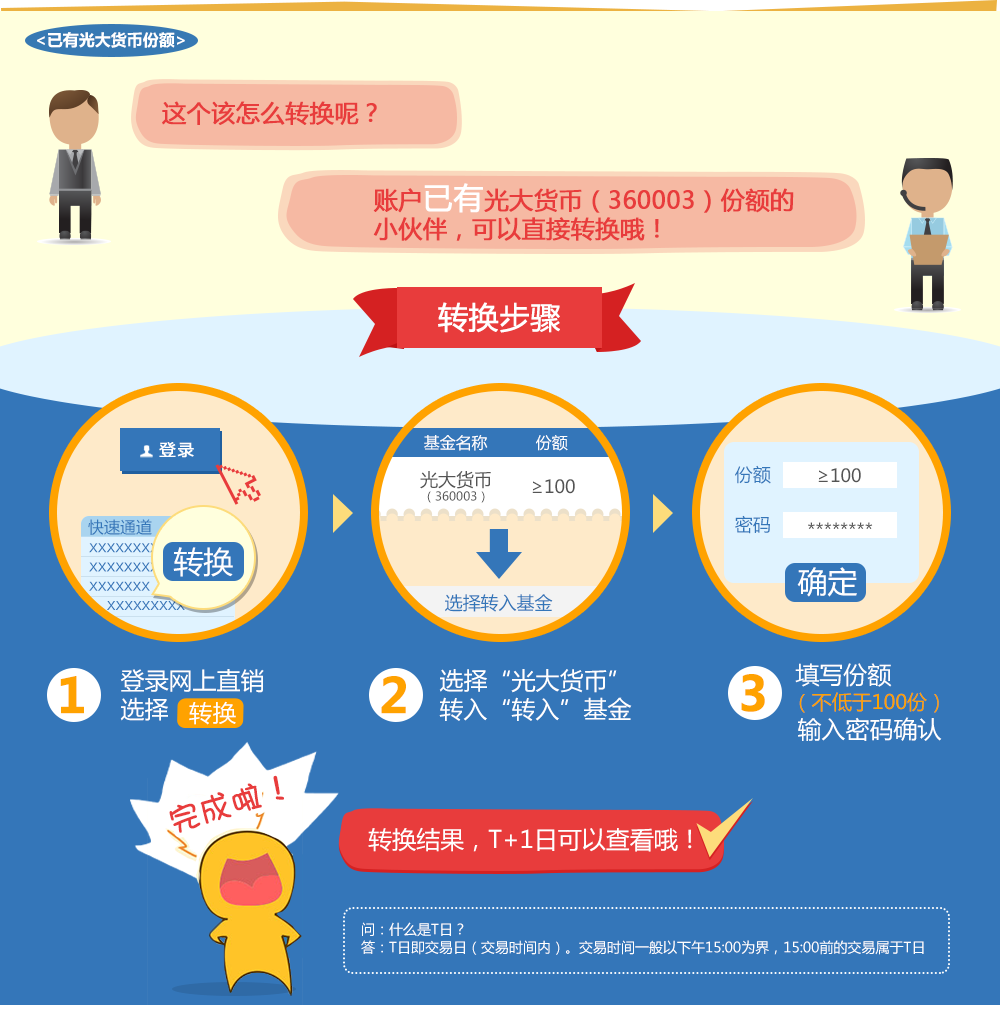 <已有光大货币份额>
这个该怎么转换呢？
账户已有光大货币（360003）份额的
小伙伴，可以直接转换哦！
转换步骤
登录
快速通道
XXXXXXXX
XXXXXXXX
XXXXXXX
XXXXXXXXX
转换
基金名称 份额
光大货币 ≥100
（360003）
选择转入基金
份额 ≥100
密码 ********
确定
1
登录网上直销
选择 转换
2
选择“光大货币”
转入“转入”基金
3
填写份额
（不低于100份）
输入密码确认
完成啦！
转换结果，T+1日可以查看哦！
问：什么是T日？
答：T日即交易日（交易时间内）。交易时间一般以下午15:00为界，15:00前的交易属于T日